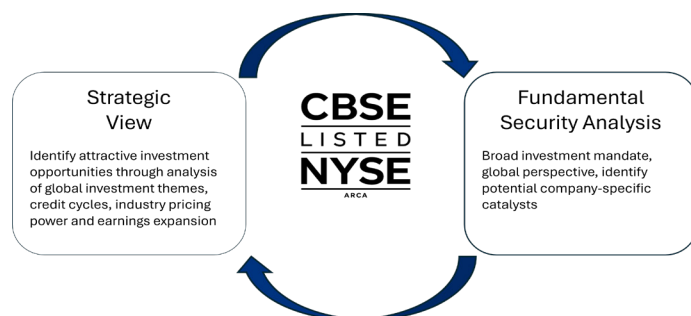 Strategic
View
Identify attractive investment
opportunities through analysis
of global investment themes,
credit cycles, industry pricing
power and earnings expansion
CBSE
LISTED
NYSE
ARCA
Fundamental
Security Analysis
Broad investment mandate,
global perspective, identify
potential company-specific
catalysts